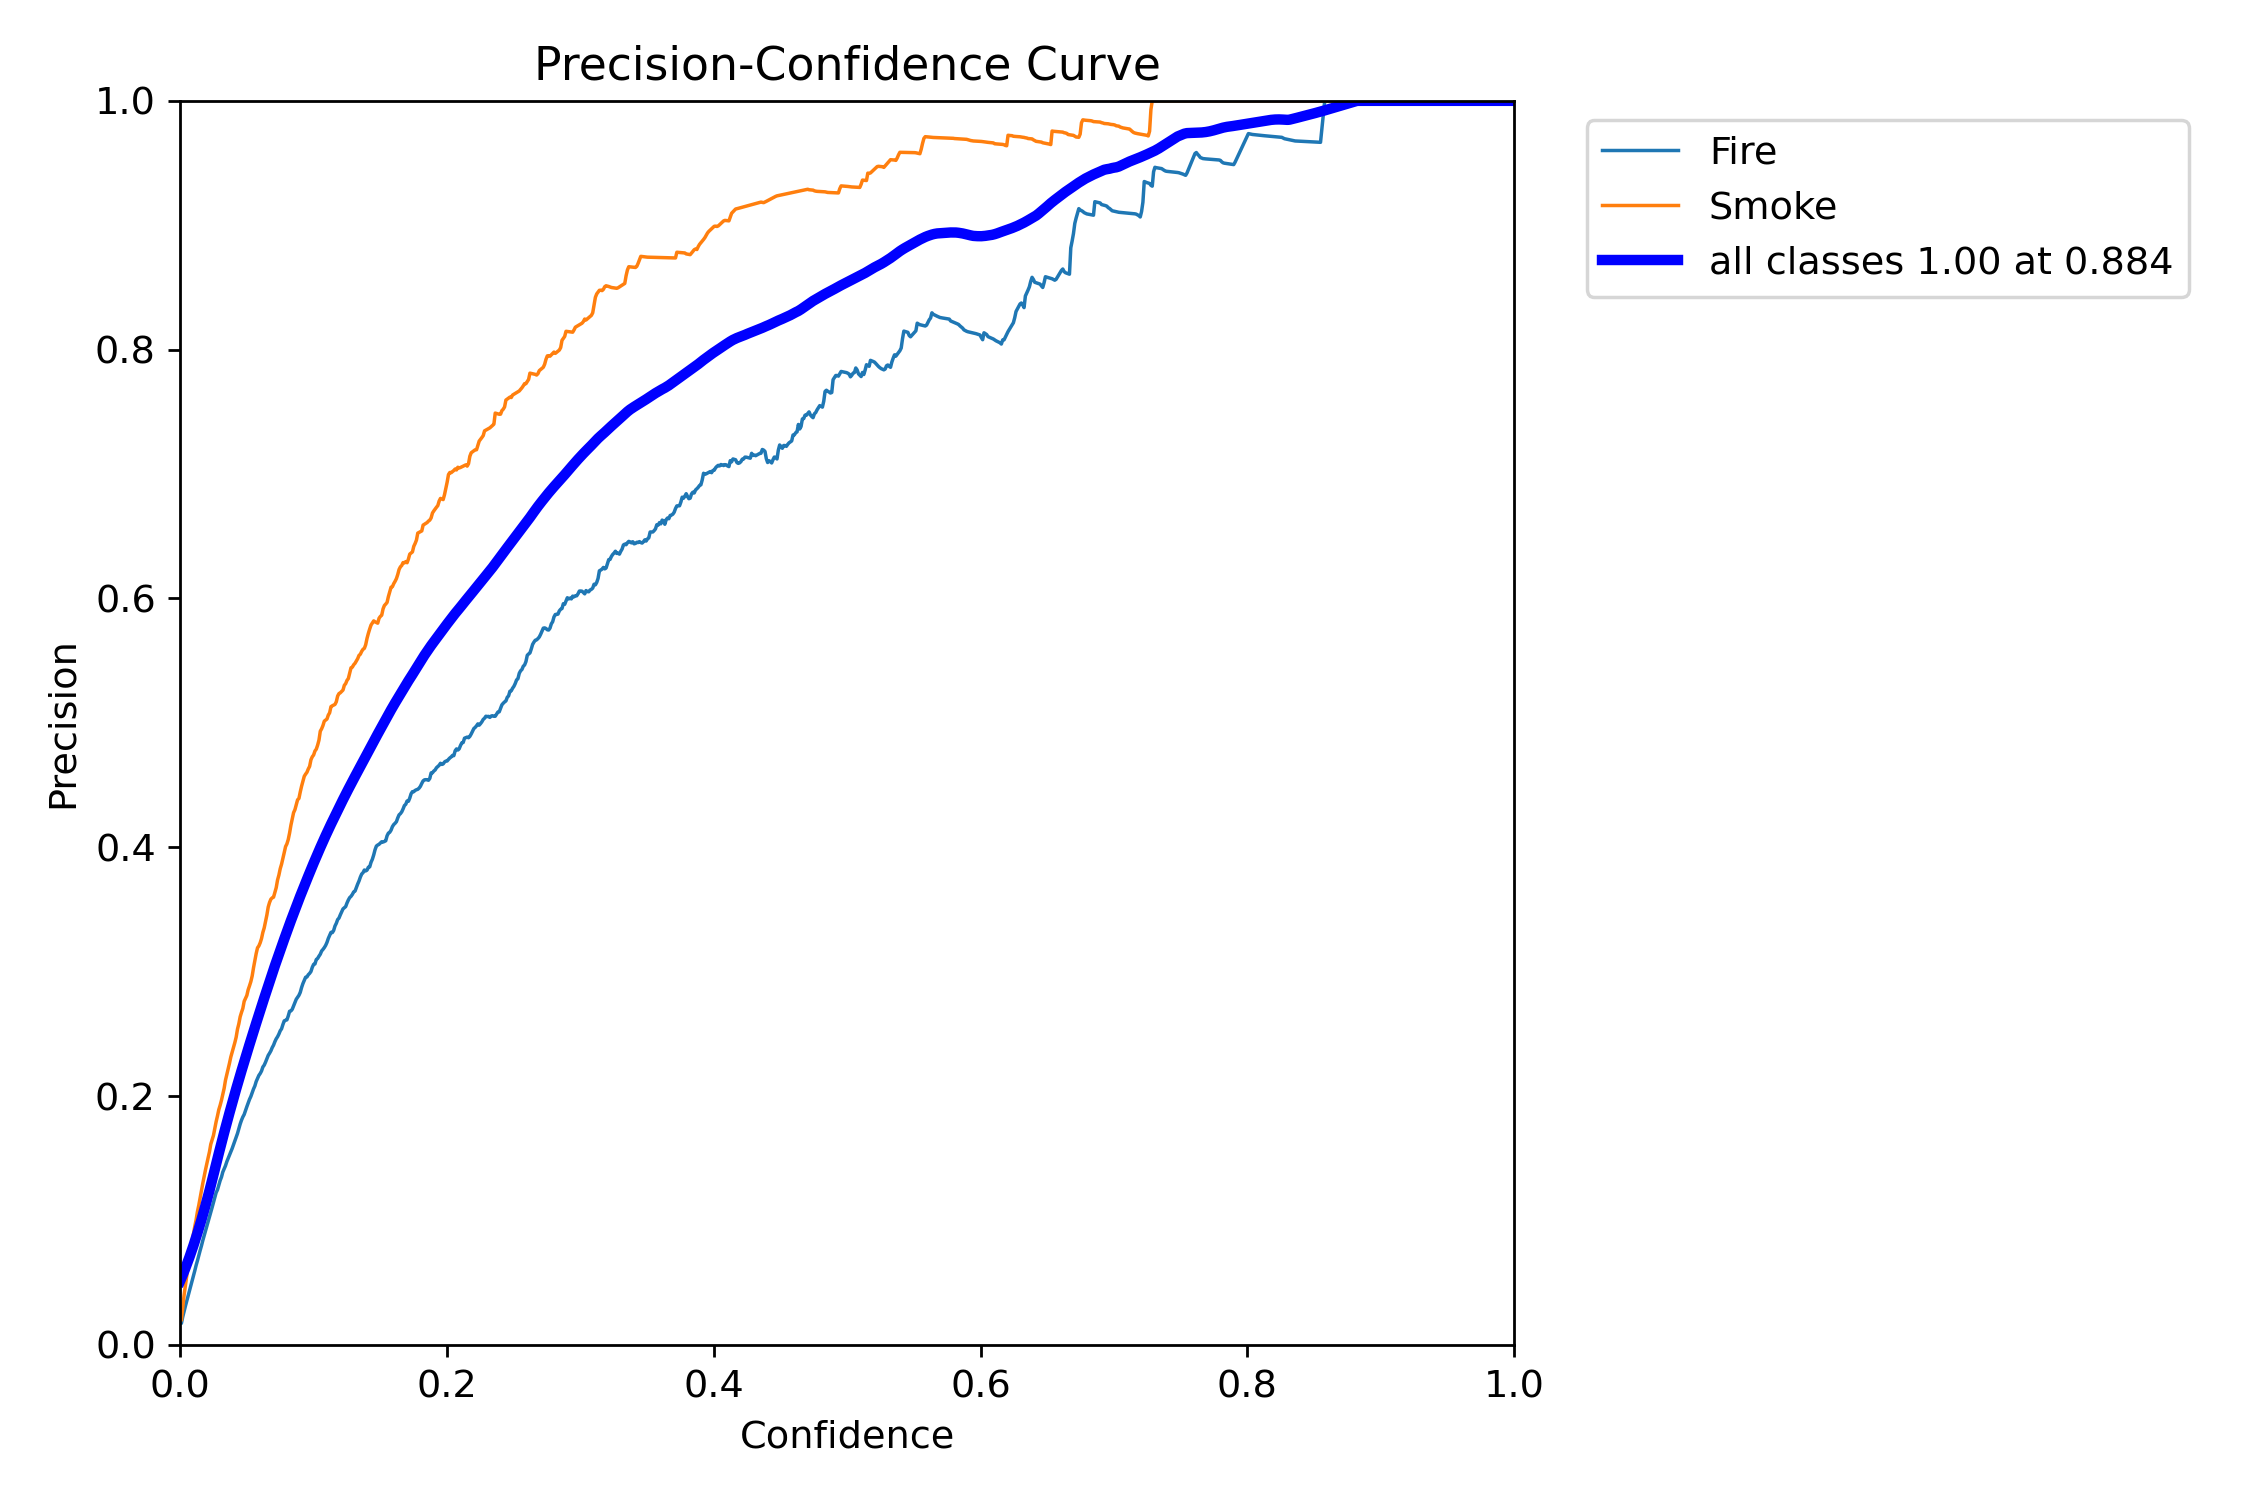 Precision-Confidence Curve
1.0
0.8
0.6
0.4
0.2
0.0
Precision
0.0 0.2 0.4 0.6 0.8 1.0
Confidence
Fire
Smoke
all classes 1.00 at 0.884